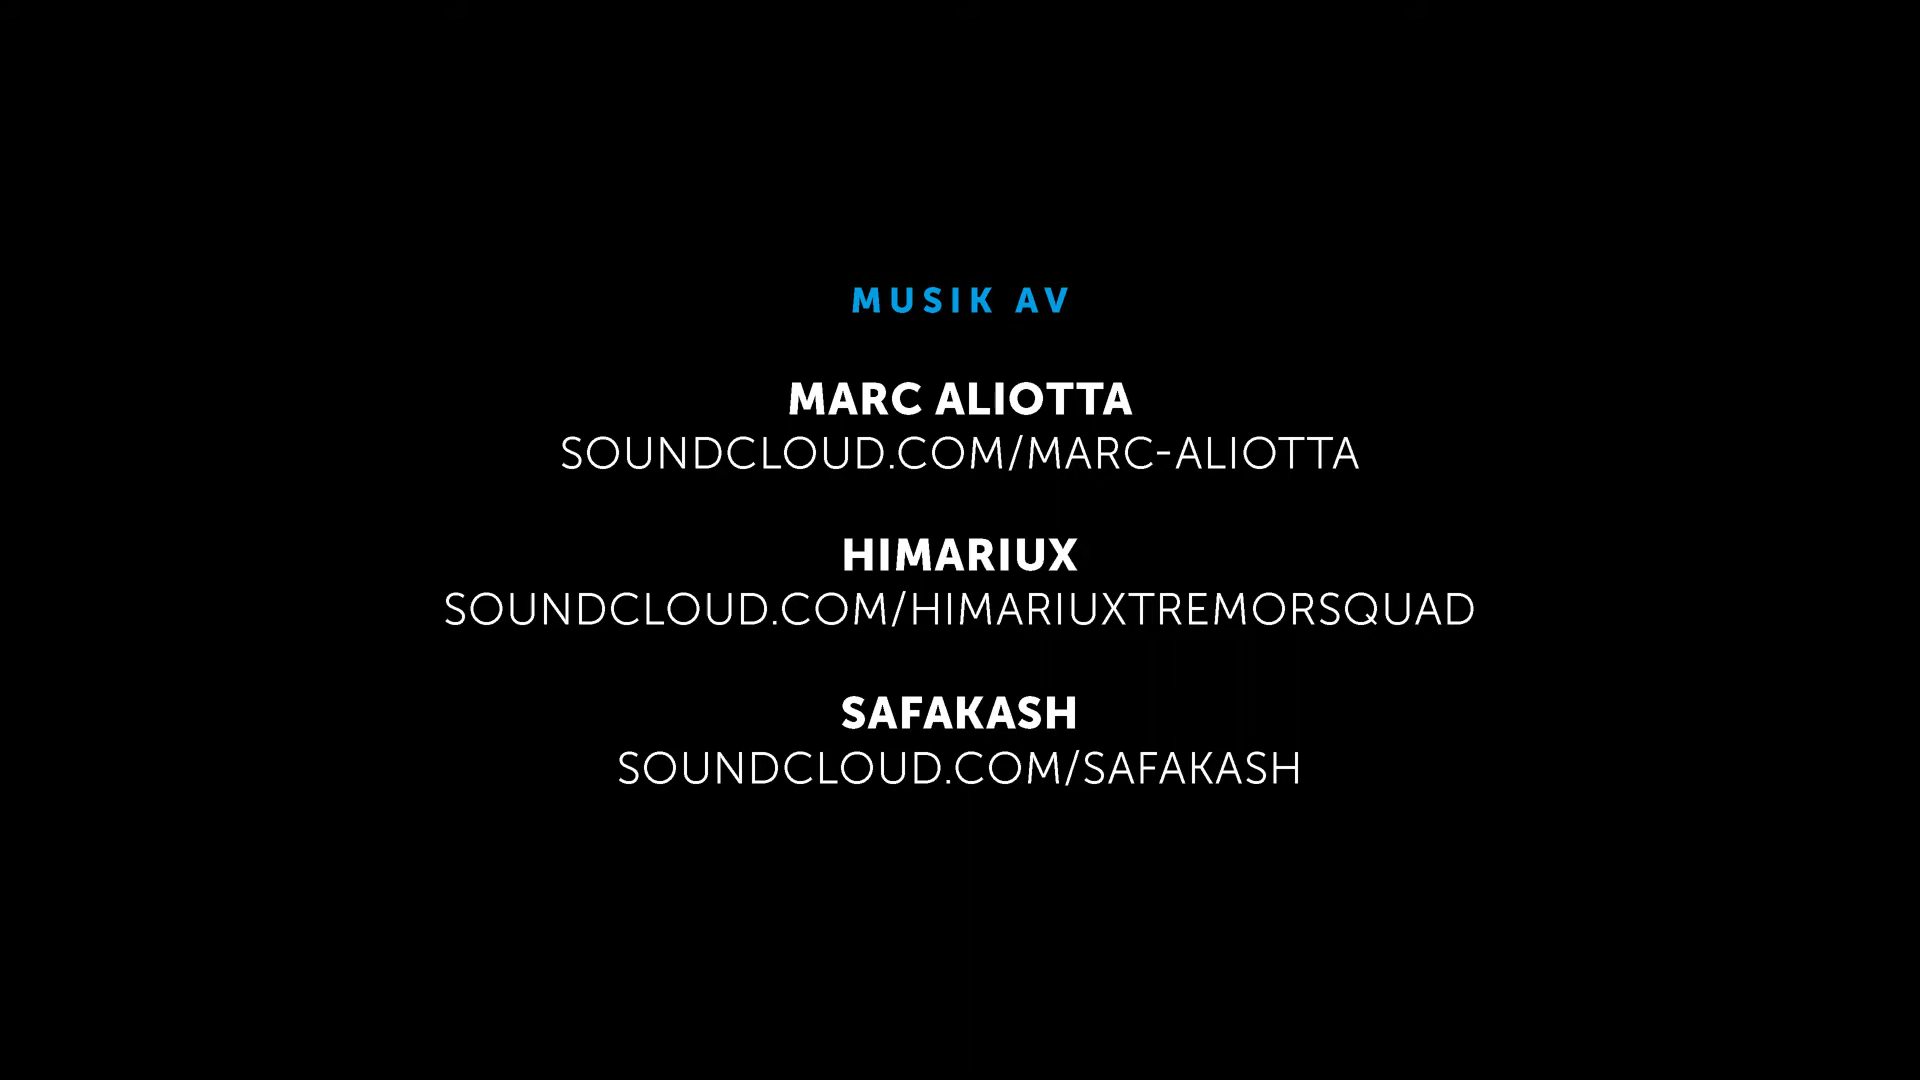 MUSIK AV
MARC ALIOTTA
SOUNDCLOUD.COM/MARC-ALIOTTA
HIMARIUX
SOUNDCLOUD.COM/HIMARIUXTREMORSQUAD
SAFAKASH
SOUNDCLOUD.COM/SAFAKASH